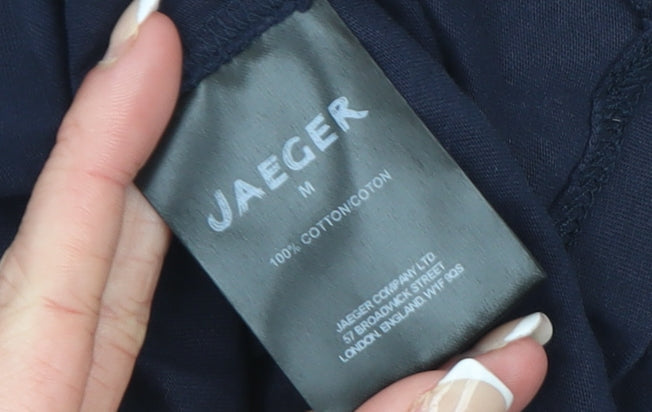 JAEGER
M
100% COTTON/COTON
JAEGER COMPANY LTD
57 BROADWICK STREET
LONDON, ENGLAND, W1F 9QS